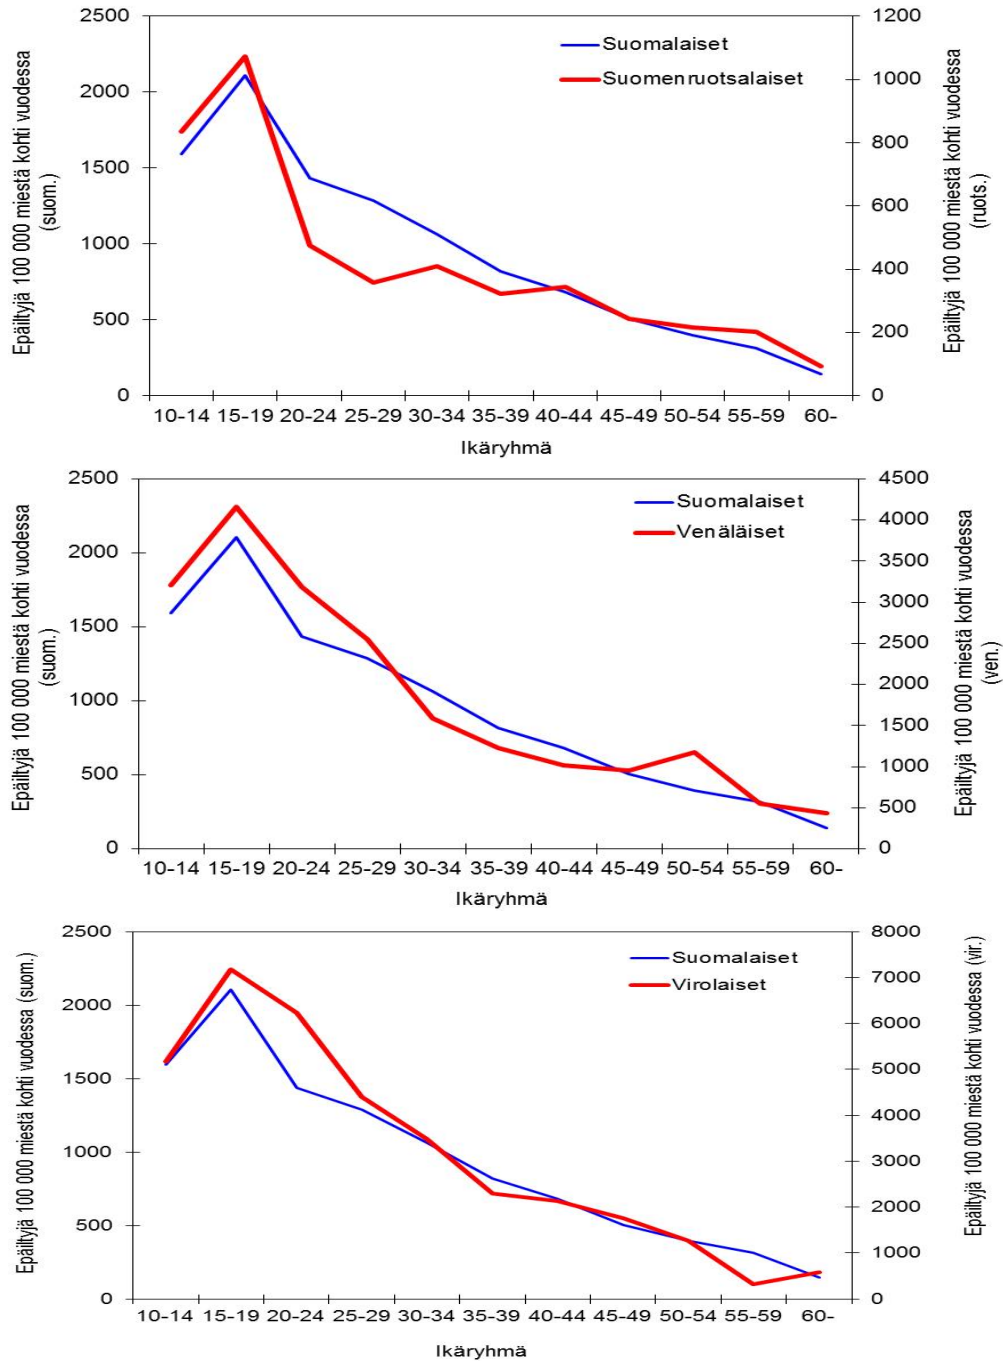 Epäiltyjä 100 000 miestä kohti vuodessa
(suom.)
2500
2000
1500
1000
500
0
Suomalaiset
Suomenruotsalaiset
1200
1000
800
600
400
200
0
Epäiltyjä 100 000 miestä kohti vuodessa
(ruots.)
10-14 15-19 20-24 25-29 30-34 35-39 40-44 45-49 50-54 55-59 60-
Ikäryhmä
Epäiltyjä 100 000 miestä kohti vuodessa
(suom.)
2500
2000
1500
1000
500
0
Suomalaiset
Venäläiset
4500
4000
3500
3000
2500
2000
1500
1000
500
0
Epäiltyjä 100 000 miestä kohti vuodessa
(ven.)
10-14 15-19 20-24 25-29 30-34 35-39 40-44 45-49 50-54 55-59 60-
Ikäryhmä
Epäiltyjä 100 000 miestä kohti vuodessa (suom.)
2500
2000
1500
1000
500
0
Suomalaiset
Virolaiset
8000
7000
6000
5000
4000
3000
2000
1000
0
Epäiltyjä 100 000 miestä kohti vuodessa (vir.)
10-14 15-19 20-24 25-29 30-34 35-39 40-44 45-49 50-54 55-59 60-
Ikäryhmä